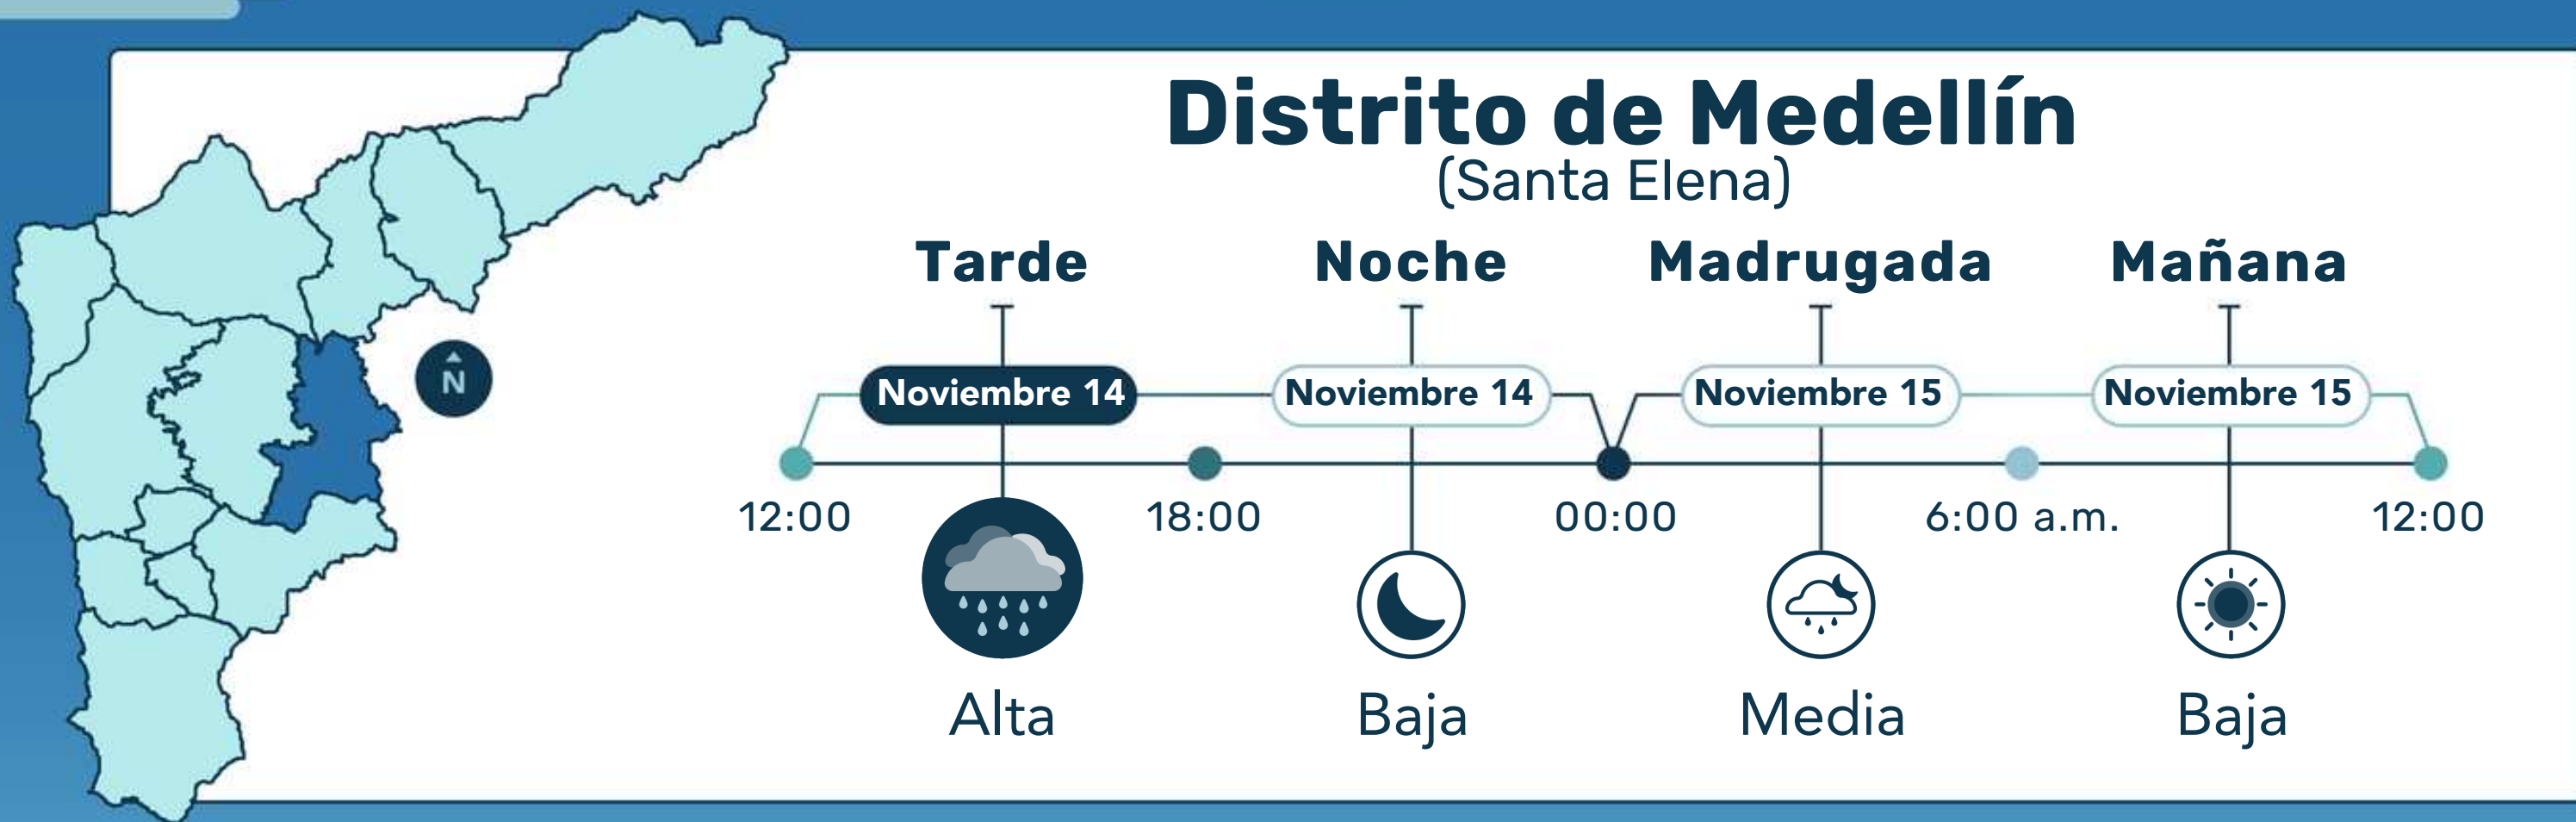 Distrito de Medellín
(Santa Elena)
Tarde Noche Madrugada Mañana
Noviembre 14 Noviembre 14 Noviembre 15 Noviembre 15
N
12:00 18:00 00:00 6:00 a.m. 12:00
Alta Baja Media Baja